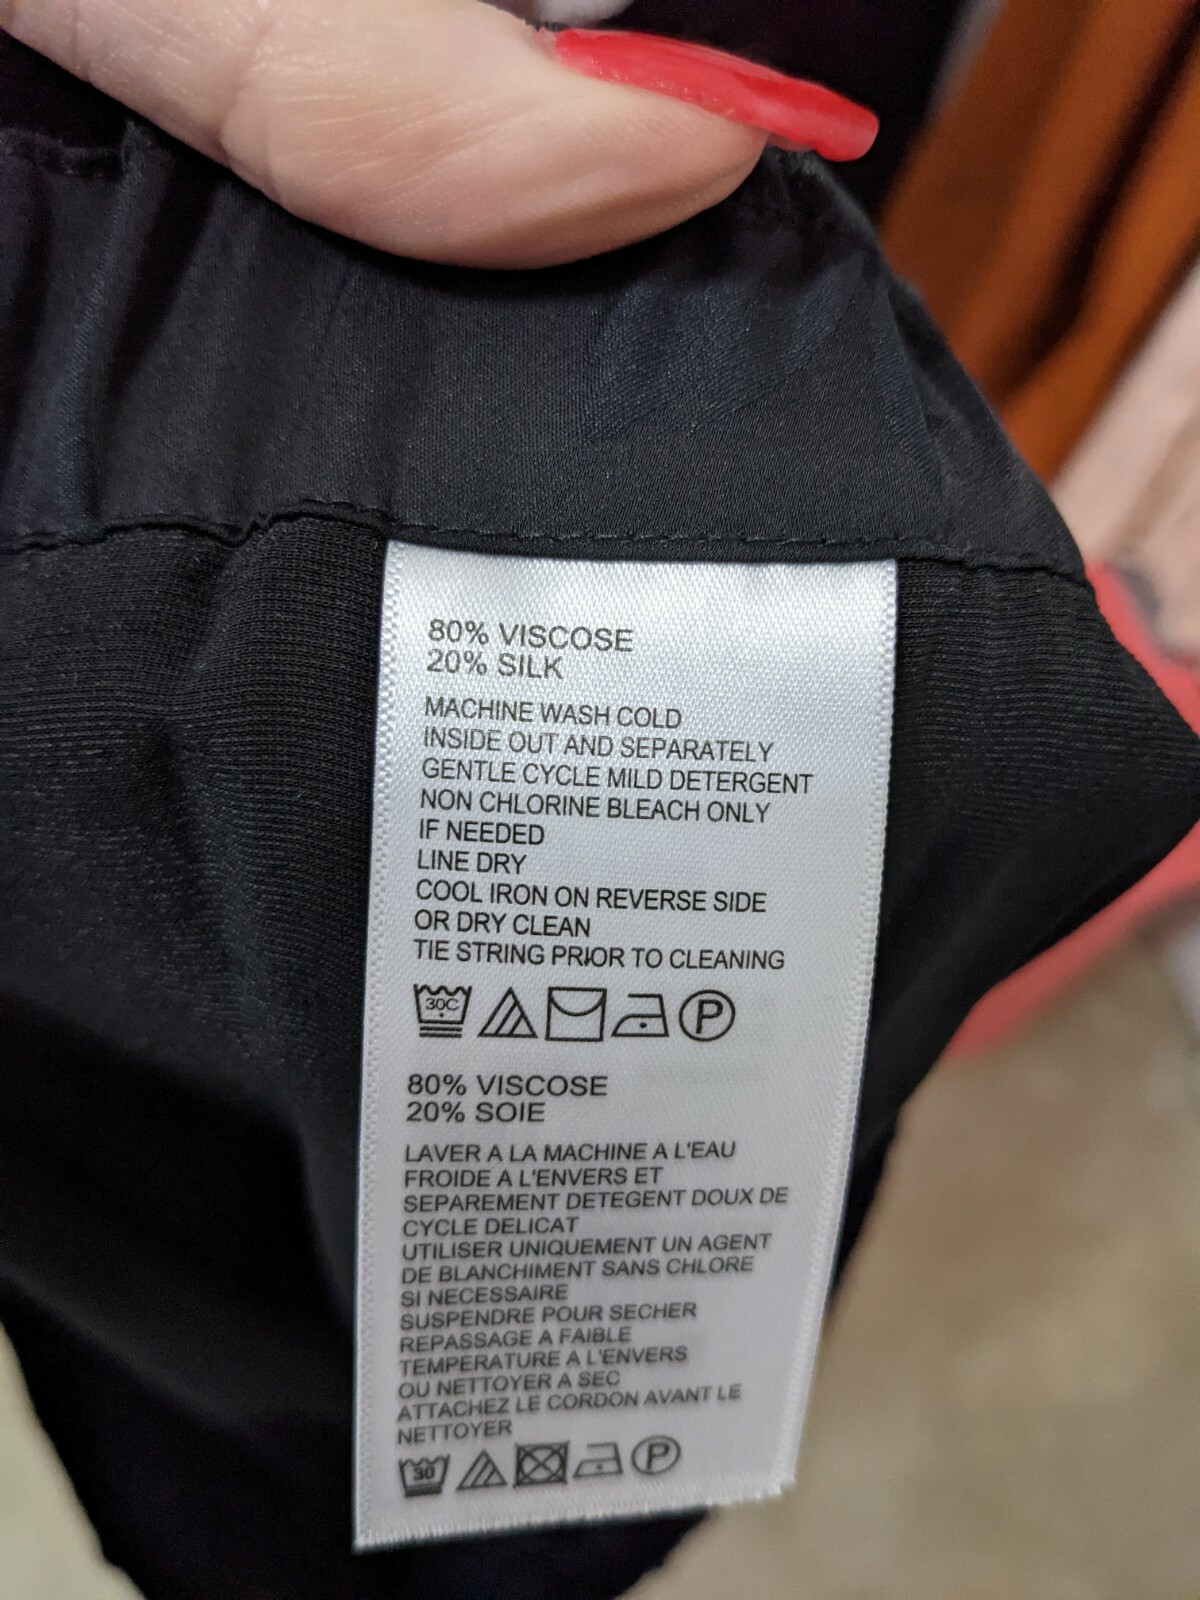 80% VISCOSE
20% SILK
MACHINE WASH COLD
INSIDE OUT AND SEPARATELY
GENTLE CYCLE MILD DETERGENT
NON CHLORINE BLEACH ONLY
IF NEEDED
LINE DRY
COOL IRON ON REVERSE SIDE
OR DRY CLEAN
TIE STRING PRIOR TO CLEANING
30C P
80% VISCOSE
20% SOIE
LAVER A LA MACHINE A L'EAU
FROIDE A L'ENVERS ET
SEPAREMENT DETEGENT DOUX DE
CYCLE DELICAT
UTILISER UNIQUEMENT UN AGENT
DE BLANCHIMENT SANS CHLORE
SI NECESSAIRE
SUSPENDRE POUR SECHER
REPASSAGE A FAIBLE
TEMPERATURE A L'ENVERS
OU NETTOYER A SEC
ATTACHEZ LE CORDON AVANT LE
NETTOYER
30 P